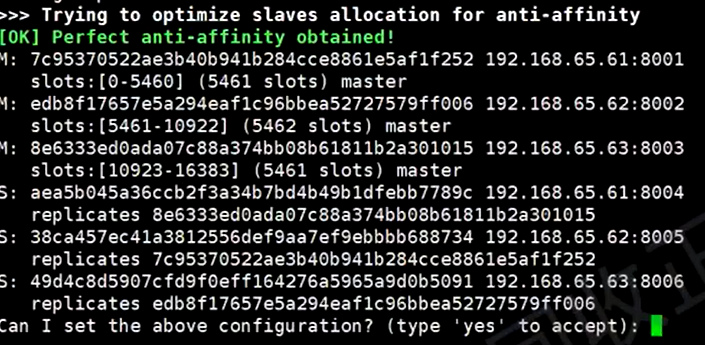 >>> Trying to optimize slaves allocation for anti-affinity
[OK] Perfect anti-affinity obtained!
M: 7c95370522ae3b40b941b284cce8861e5af1f252 192.168.65.61:8001
slots:[0-5460] (5461 slots) master
M: edb8f17657e5a294eaf1c96bbea52727579ff006 192.168.65.62:8002
slots:[5461-10922] (5462 slots) master
M: 8e6333ed0ada07c88a374bb08b61811b2a301015 192.168.65.63:8003
slots:[10923-16383] (5461 slots) master
S: aea5b045a36ccb2f3a34b7bd4b49b1dfebb7789c 192.168.65.61:8004
replicates 8e6333ed0ada07c88a374bb08b61811b2a301015
S: 38ca457ec41a3812556def9aa7ef9ebbbb688734 192.168.65.62:8005
replicates 7c95370522ae3b40b941b284cce8861e5af1f252
S: 49d4c8d5907cfd9f0eff164276a5965a9d0b5091 192.168.65.63:8006
replicates edb8f17657e5a294eaf1c96bbea52727579ff006
Can I set the above configuration? (type 'yes' to accept):